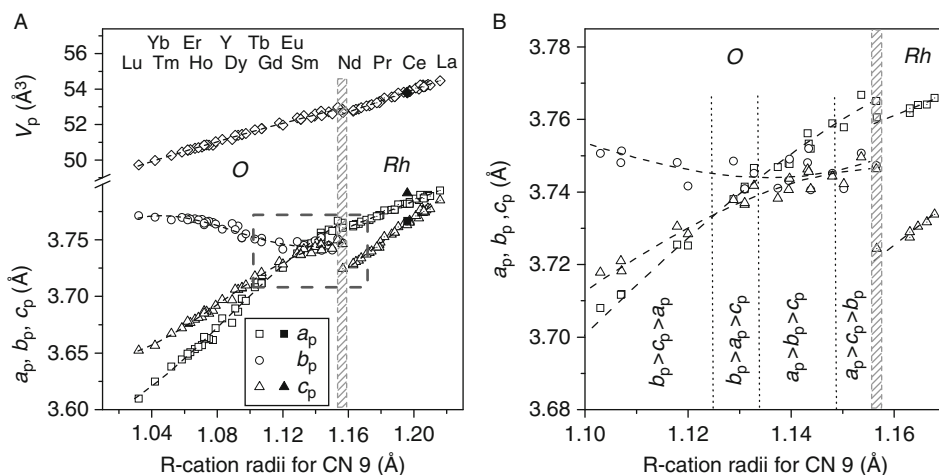 A
Yb Er Y Tb Eu
Lu Tm Ho Dy Gd Sm Nd Pr Ce La
56
54
52
50
Vp (Å³)
O
Rh
3.75
3.70
3.65
3.60
ap, bp, cp (Å)
ap
bp
cp
1.04 1.08 1.12 1.16 1.20
R-cation radii for CN 9 (Å)
B
3.78
3.76
3.74
3.72
3.70
3.68
ap, bp, cp (Å)
O
Rh
bp>cp>ap
bp>ap>cp
ap>bp>cp
ap>cp>bp
1.10 1.12 1.14 1.16
R-cation radii for CN 9 (Å)